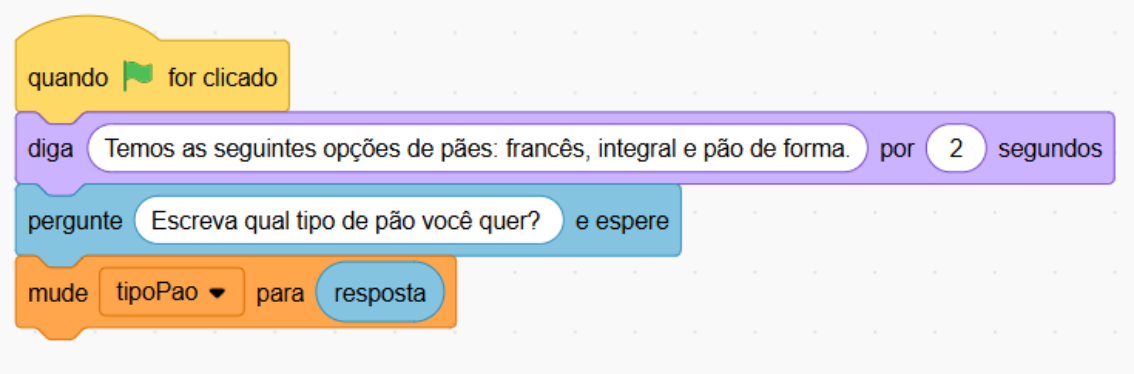 quando for clicado
diga Temos as seguintes opções de pães: francês, integral e pão de forma. por 2 segundos
pergunte Escreva qual tipo de pão você quer? e espere
mude tipoPao para resposta